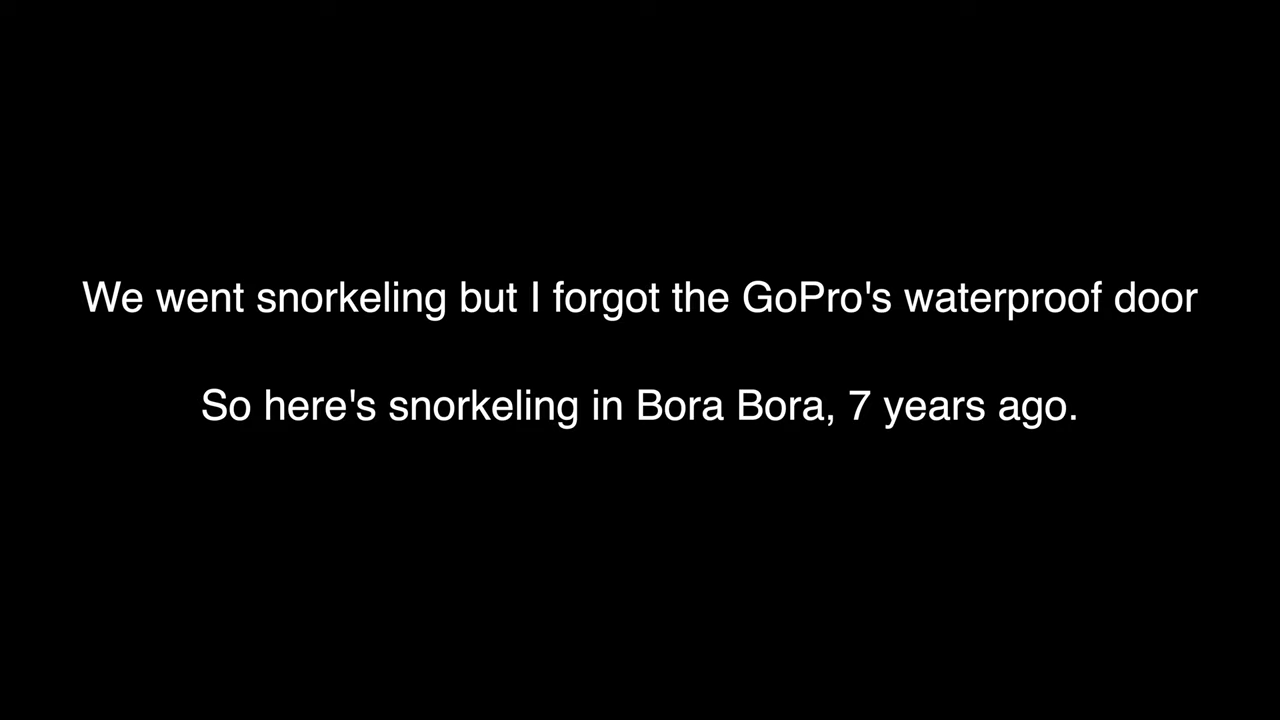 We went snorkeling but I forgot the GoPro's waterproof door
So here's snorkeling in Bora Bora, 7 years ago.